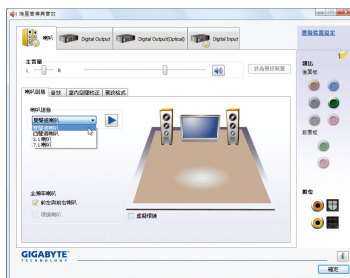 瑞昱音效管理員
喇叭
Digital Output
Digital Output(Optical)
Digital Input
進階裝置設定
主音量
L
R
設為預設裝置
類比
後面板
喇叭組態
音效
室內空間校正
預設格式
喇叭組態
雙聲道喇叭
雙聲道喇叭
四聲道喇叭
5.1 喇叭
7.1 喇叭
前面板
全頻率喇叭
前左與前右喇叭
環繞喇叭
虛擬環繞
數位
GIGABYTE
TECHNOLOGY
確定